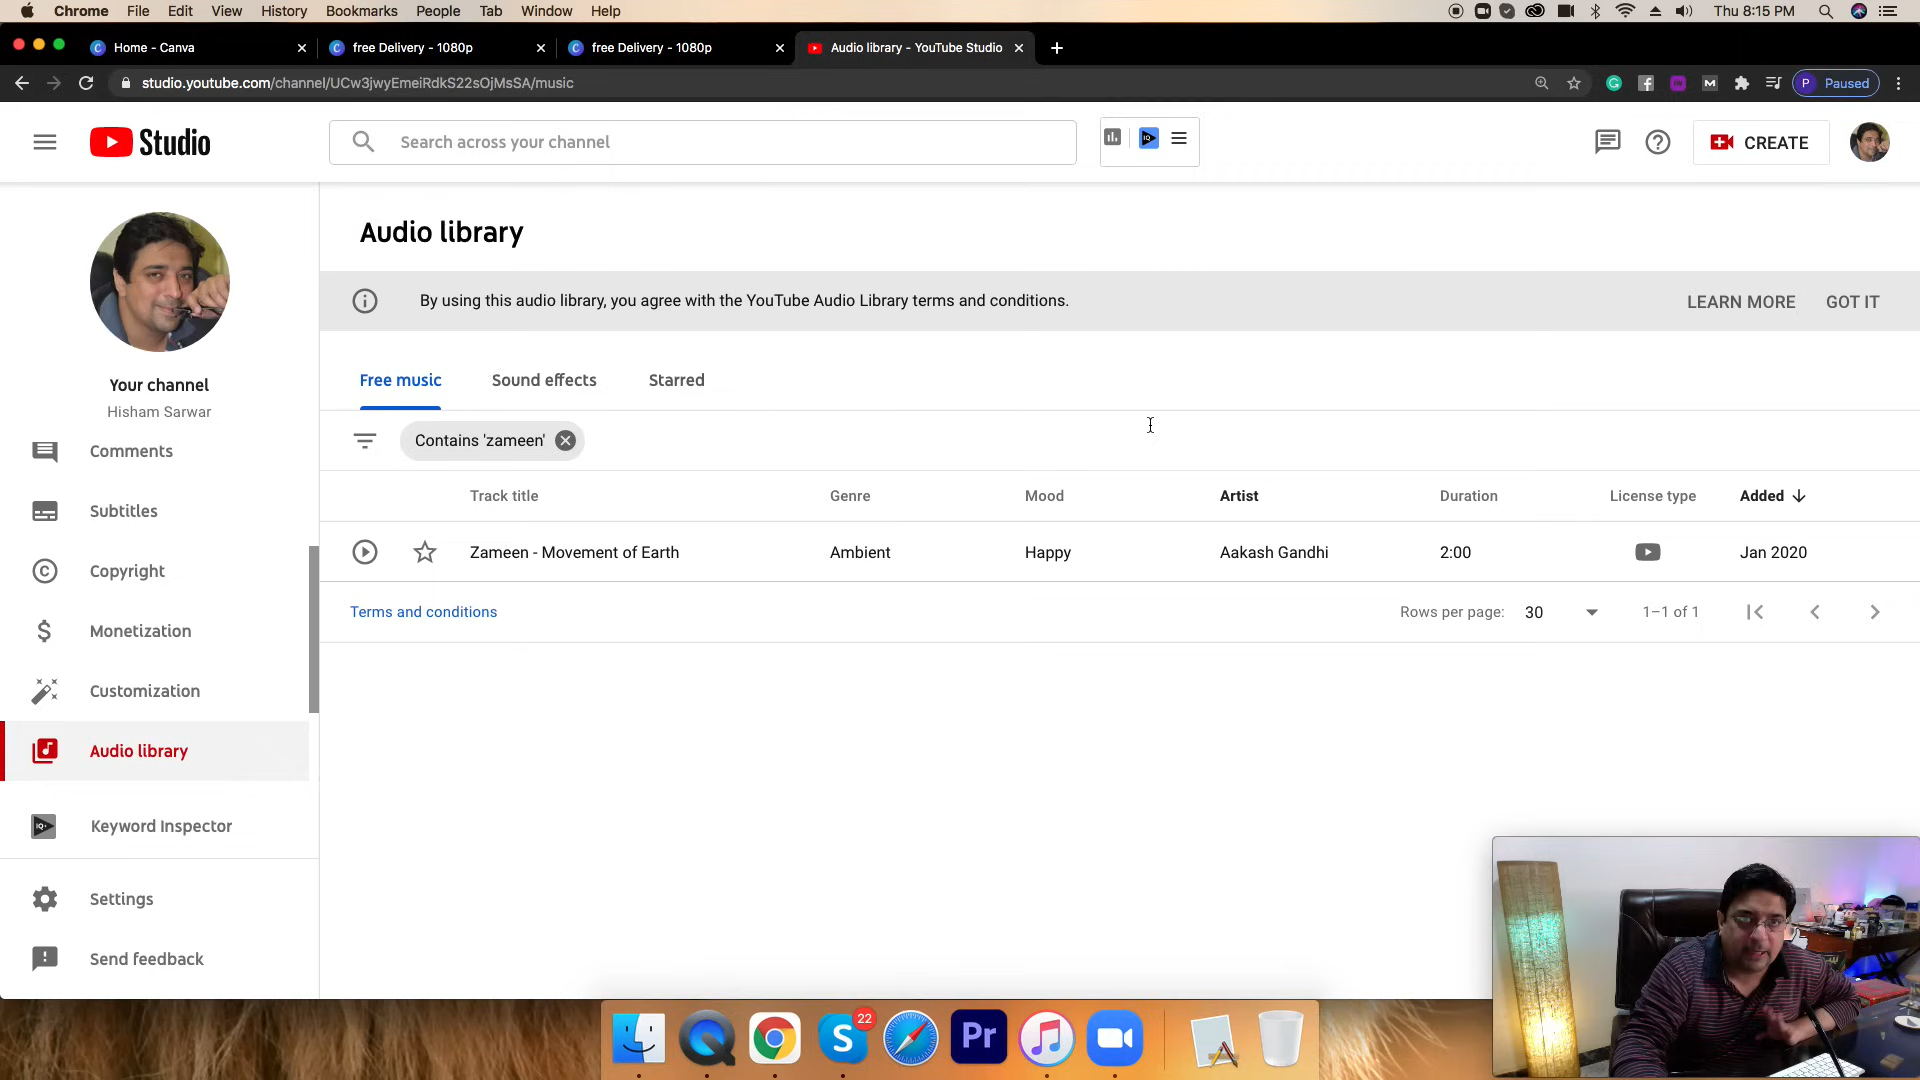 Chrome File Edit View History Bookmarks People Tab Window Help Thu 8:15 PM
Home - Canva free Delivery - 1080p free Delivery - 1080p Audio library - YouTube Studio
studio.youtube.com/channel/UCw3jwyEmeiRdkS22sOjMsSA/music P Paused
Studio Search across your channel CREATE
Audio library
By using this audio library, you agree with the YouTube Audio Library terms and conditions. LEARN MORE GOT IT
Your channel
Hisham Sarwar
Comments
Subtitles
Copyright
Monetization
Customization
Audio library
Keyword Inspector
Settings
Send feedback
Free music Sound effects Starred
Contains 'zameen'
Track title Genre Mood Artist Duration License type Added
Zameen - Movement of Earth Ambient Happy Aakash Gandhi 2:00 Jan 2020
Terms and conditions Rows per page: 30 1–1 of 1
22
S
Pr